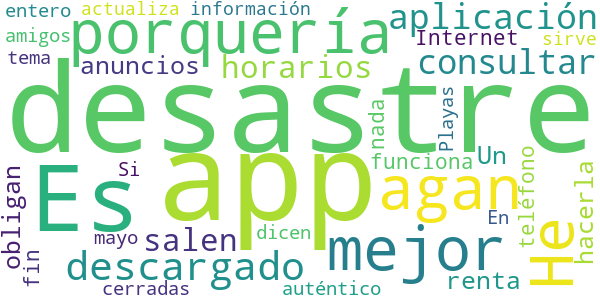 entero actualiza información aplicación
amigos porquería Internet sirve
tema anuncios horarios consultar
desastre
nada Playas
Es app agan funciona Un
obligan Si teléfono hacerla
En He
mayo salen dicen mejor
fin descargado renta
cerradas auténtico